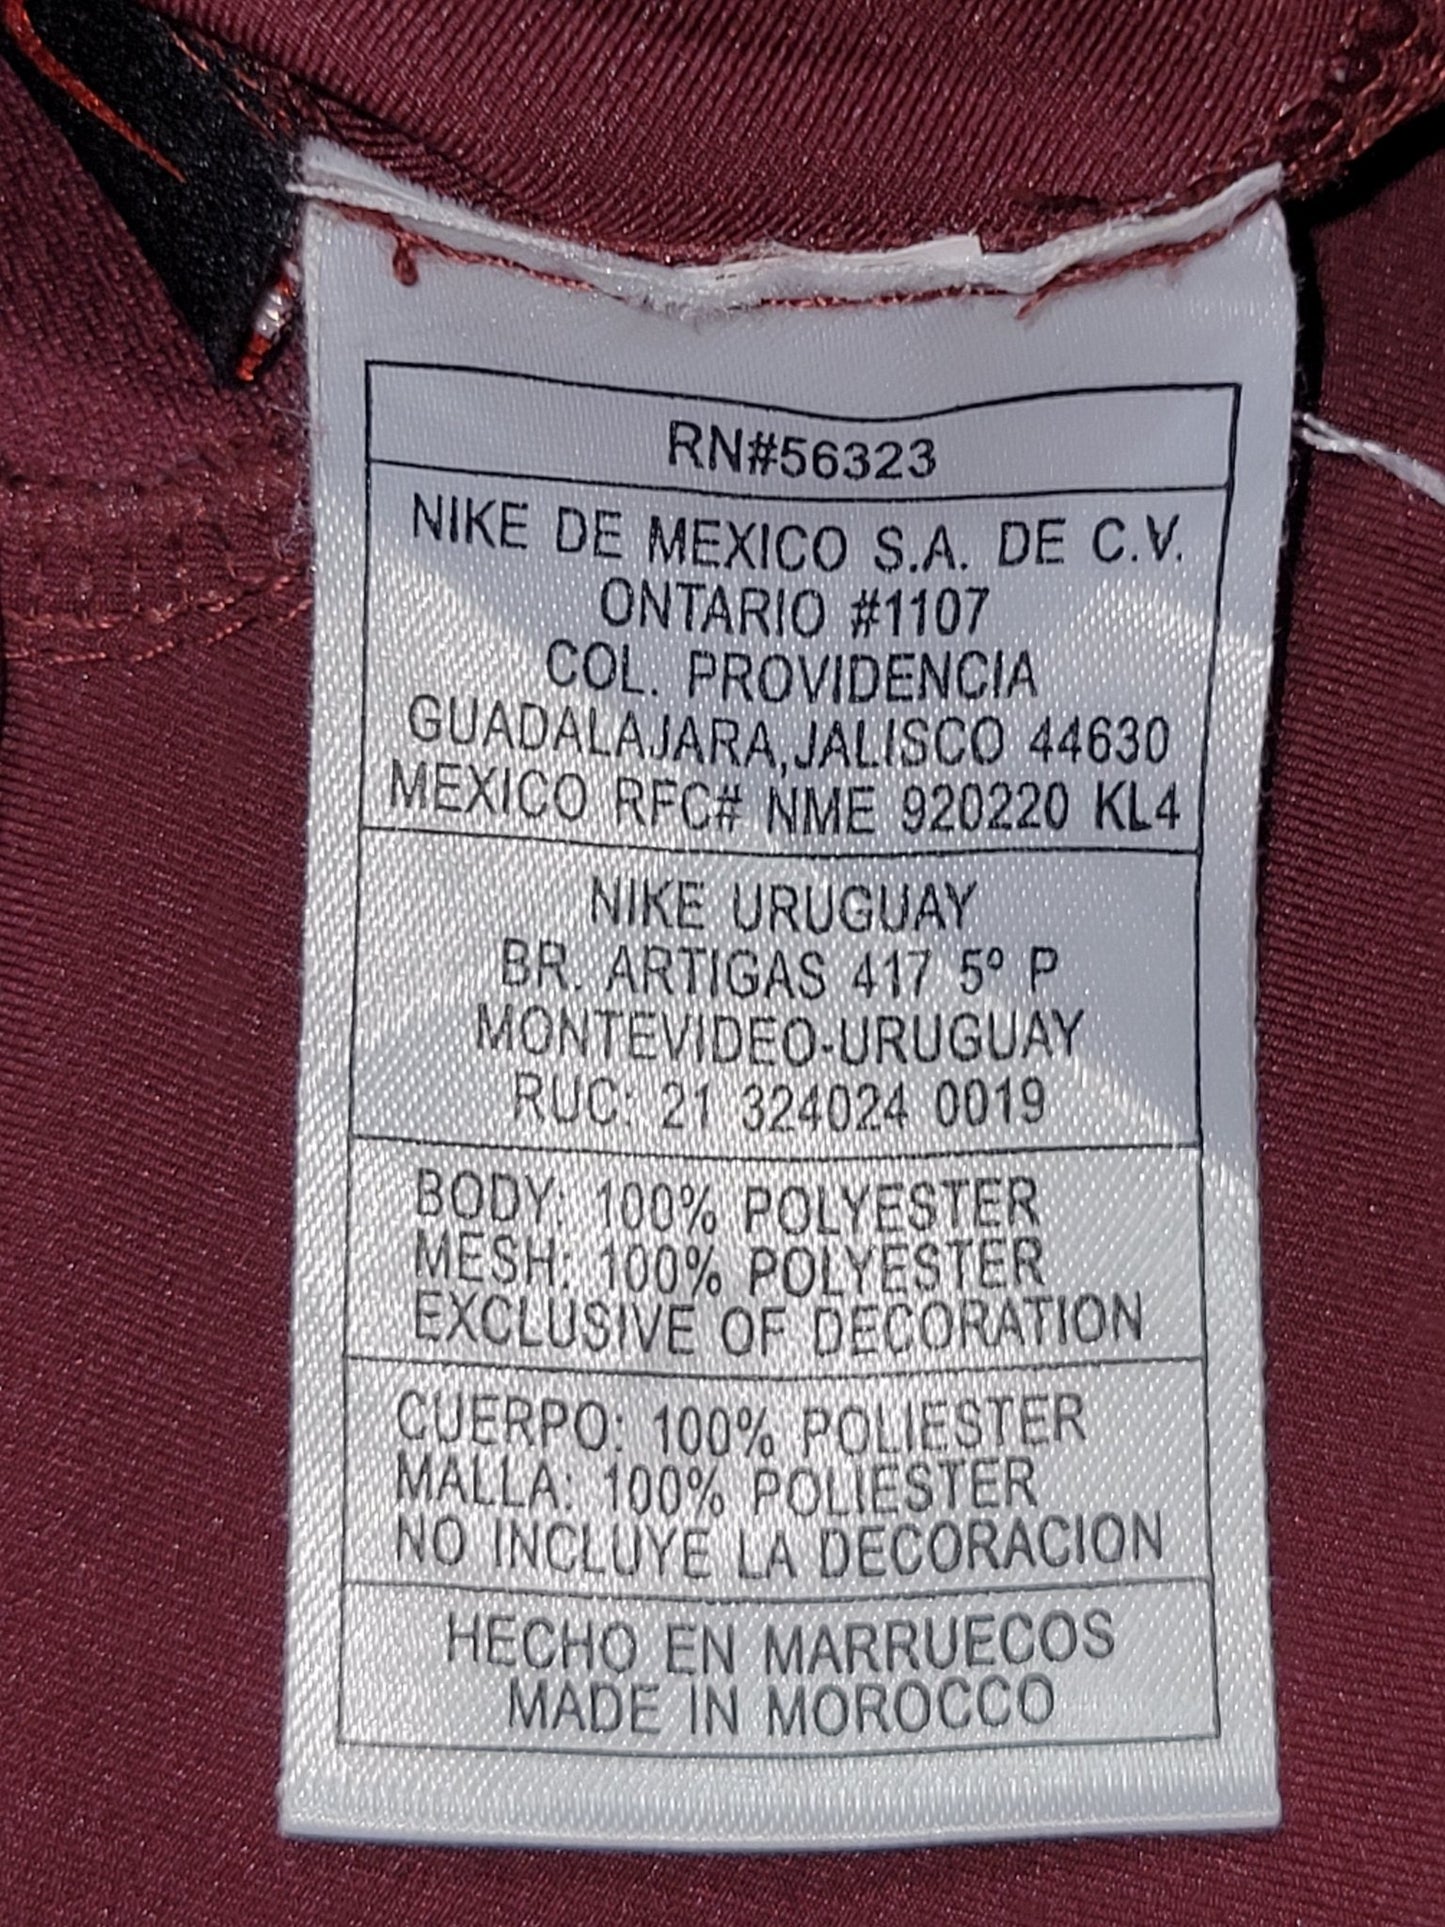 RN#56323
NIKE DE MEXICO S.A. DE C.V.
ONTARIO #1107
COL. PROVIDENCIA
GUADALAJARA,JALISCO 44630
MEXICO RFC# NME 920220 KL4
NIKE URUGUAY
BR. ARTIGAS 417 5º P
MONTEVIDEO-URUGUAY
RUC: 21 324024 0019
BODY: 100% POLYESTER
MESH: 100% POLYESTER
EXCLUSIVE OF DECORATION
CUERPO: 100% POLIESTER
MALLA: 100% POLIESTER
NO INCLUYE LA DECORACION
HECHO EN MARRUECOS
MADE IN MOROCCO